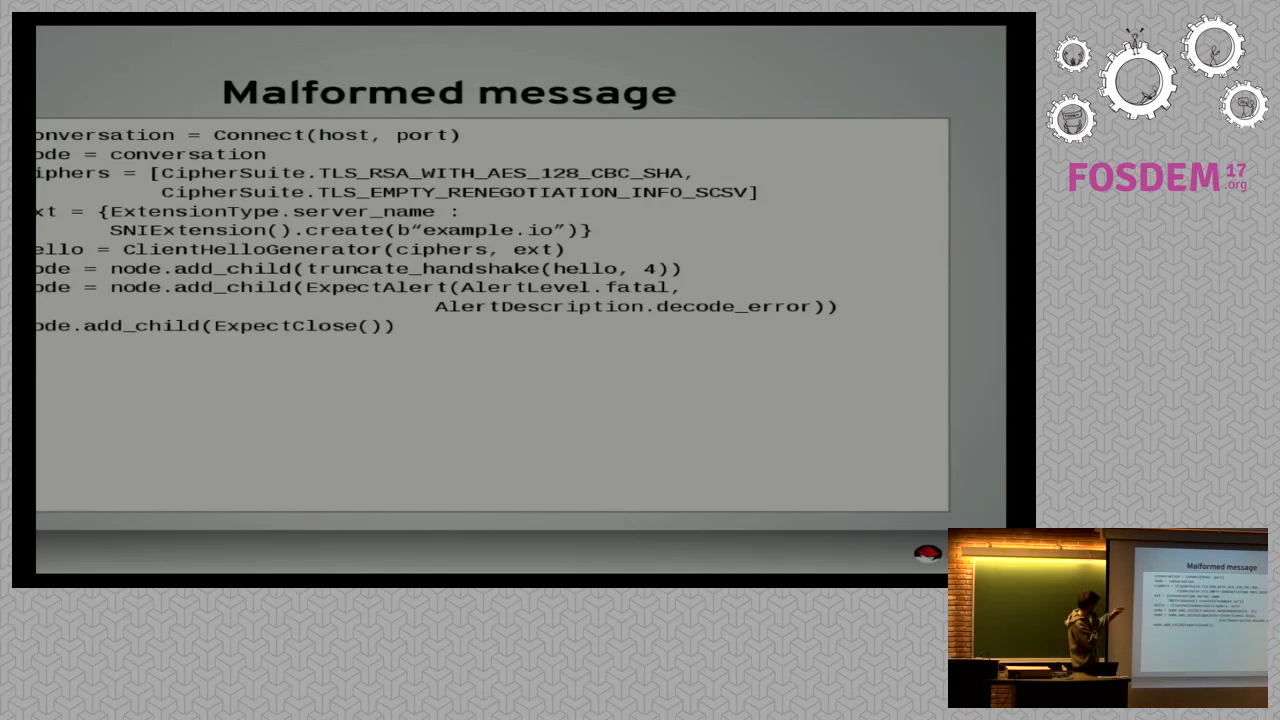 Malformed message
onversation = Connect(host, port)
ode = conversation
iphers = [CipherSuite.TLS_RSA_WITH_AES_128_CBC_SHA,
CipherSuite.TLS_EMPTY_RENEGOTIATION_INFO_SCSV]
xt = {ExtensionType.server_name :
SNIExtension().create(b“example.io”)}
ello = ClientHelloGenerator(ciphers, ext)
ode = node.add_child(truncate_handshake(hello, 4))
ode = node.add_child(ExpectAlert(AlertLevel.fatal,
AlertDescription.decode_error))
ode.add_child(ExpectClose())
FOSDEM 17
.org
Malformed message